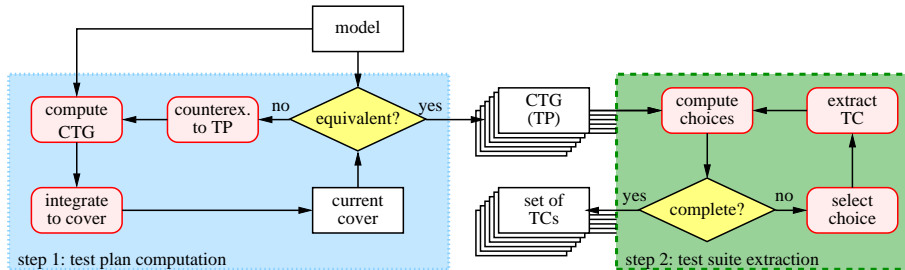 model
compute
CTG
counterex.
to TP
no
equivalent?
yes
integrate
to cover
current
cover
step 1: test plan computation
CTG
(TP)
set of
TCs
compute
choices
extract
TC
yes
complete?
no
select
choice
step 2: test suite extraction